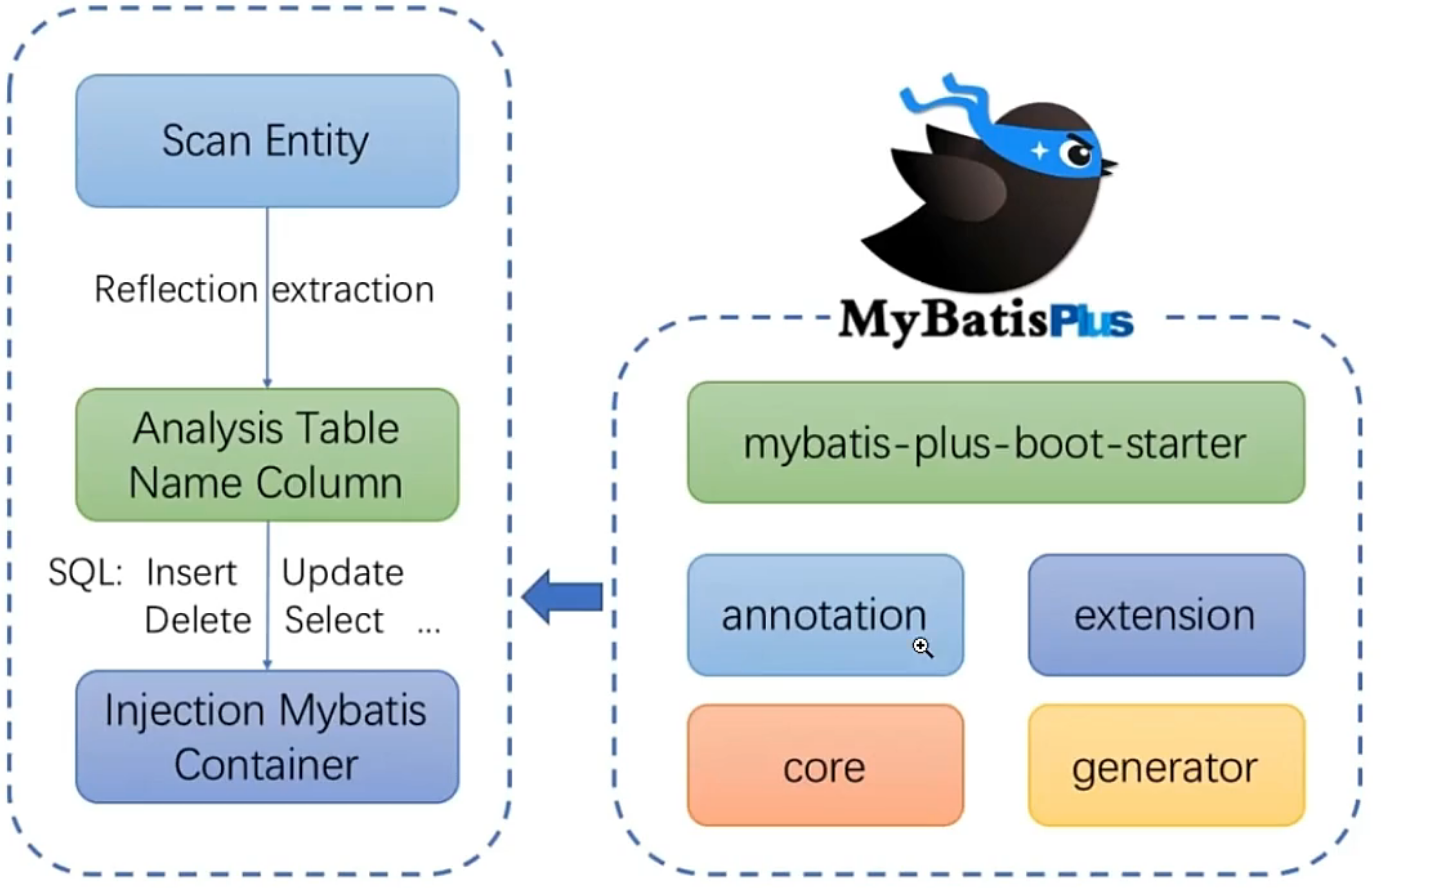 Scan Entity
Reflection extraction
Analysis Table
Name Column
SQL: Insert Update
Delete Select ...
Injection Mybatis
Container
MyBatisPlus
mybatis-plus-boot-starter
annotation
extension
core
generator